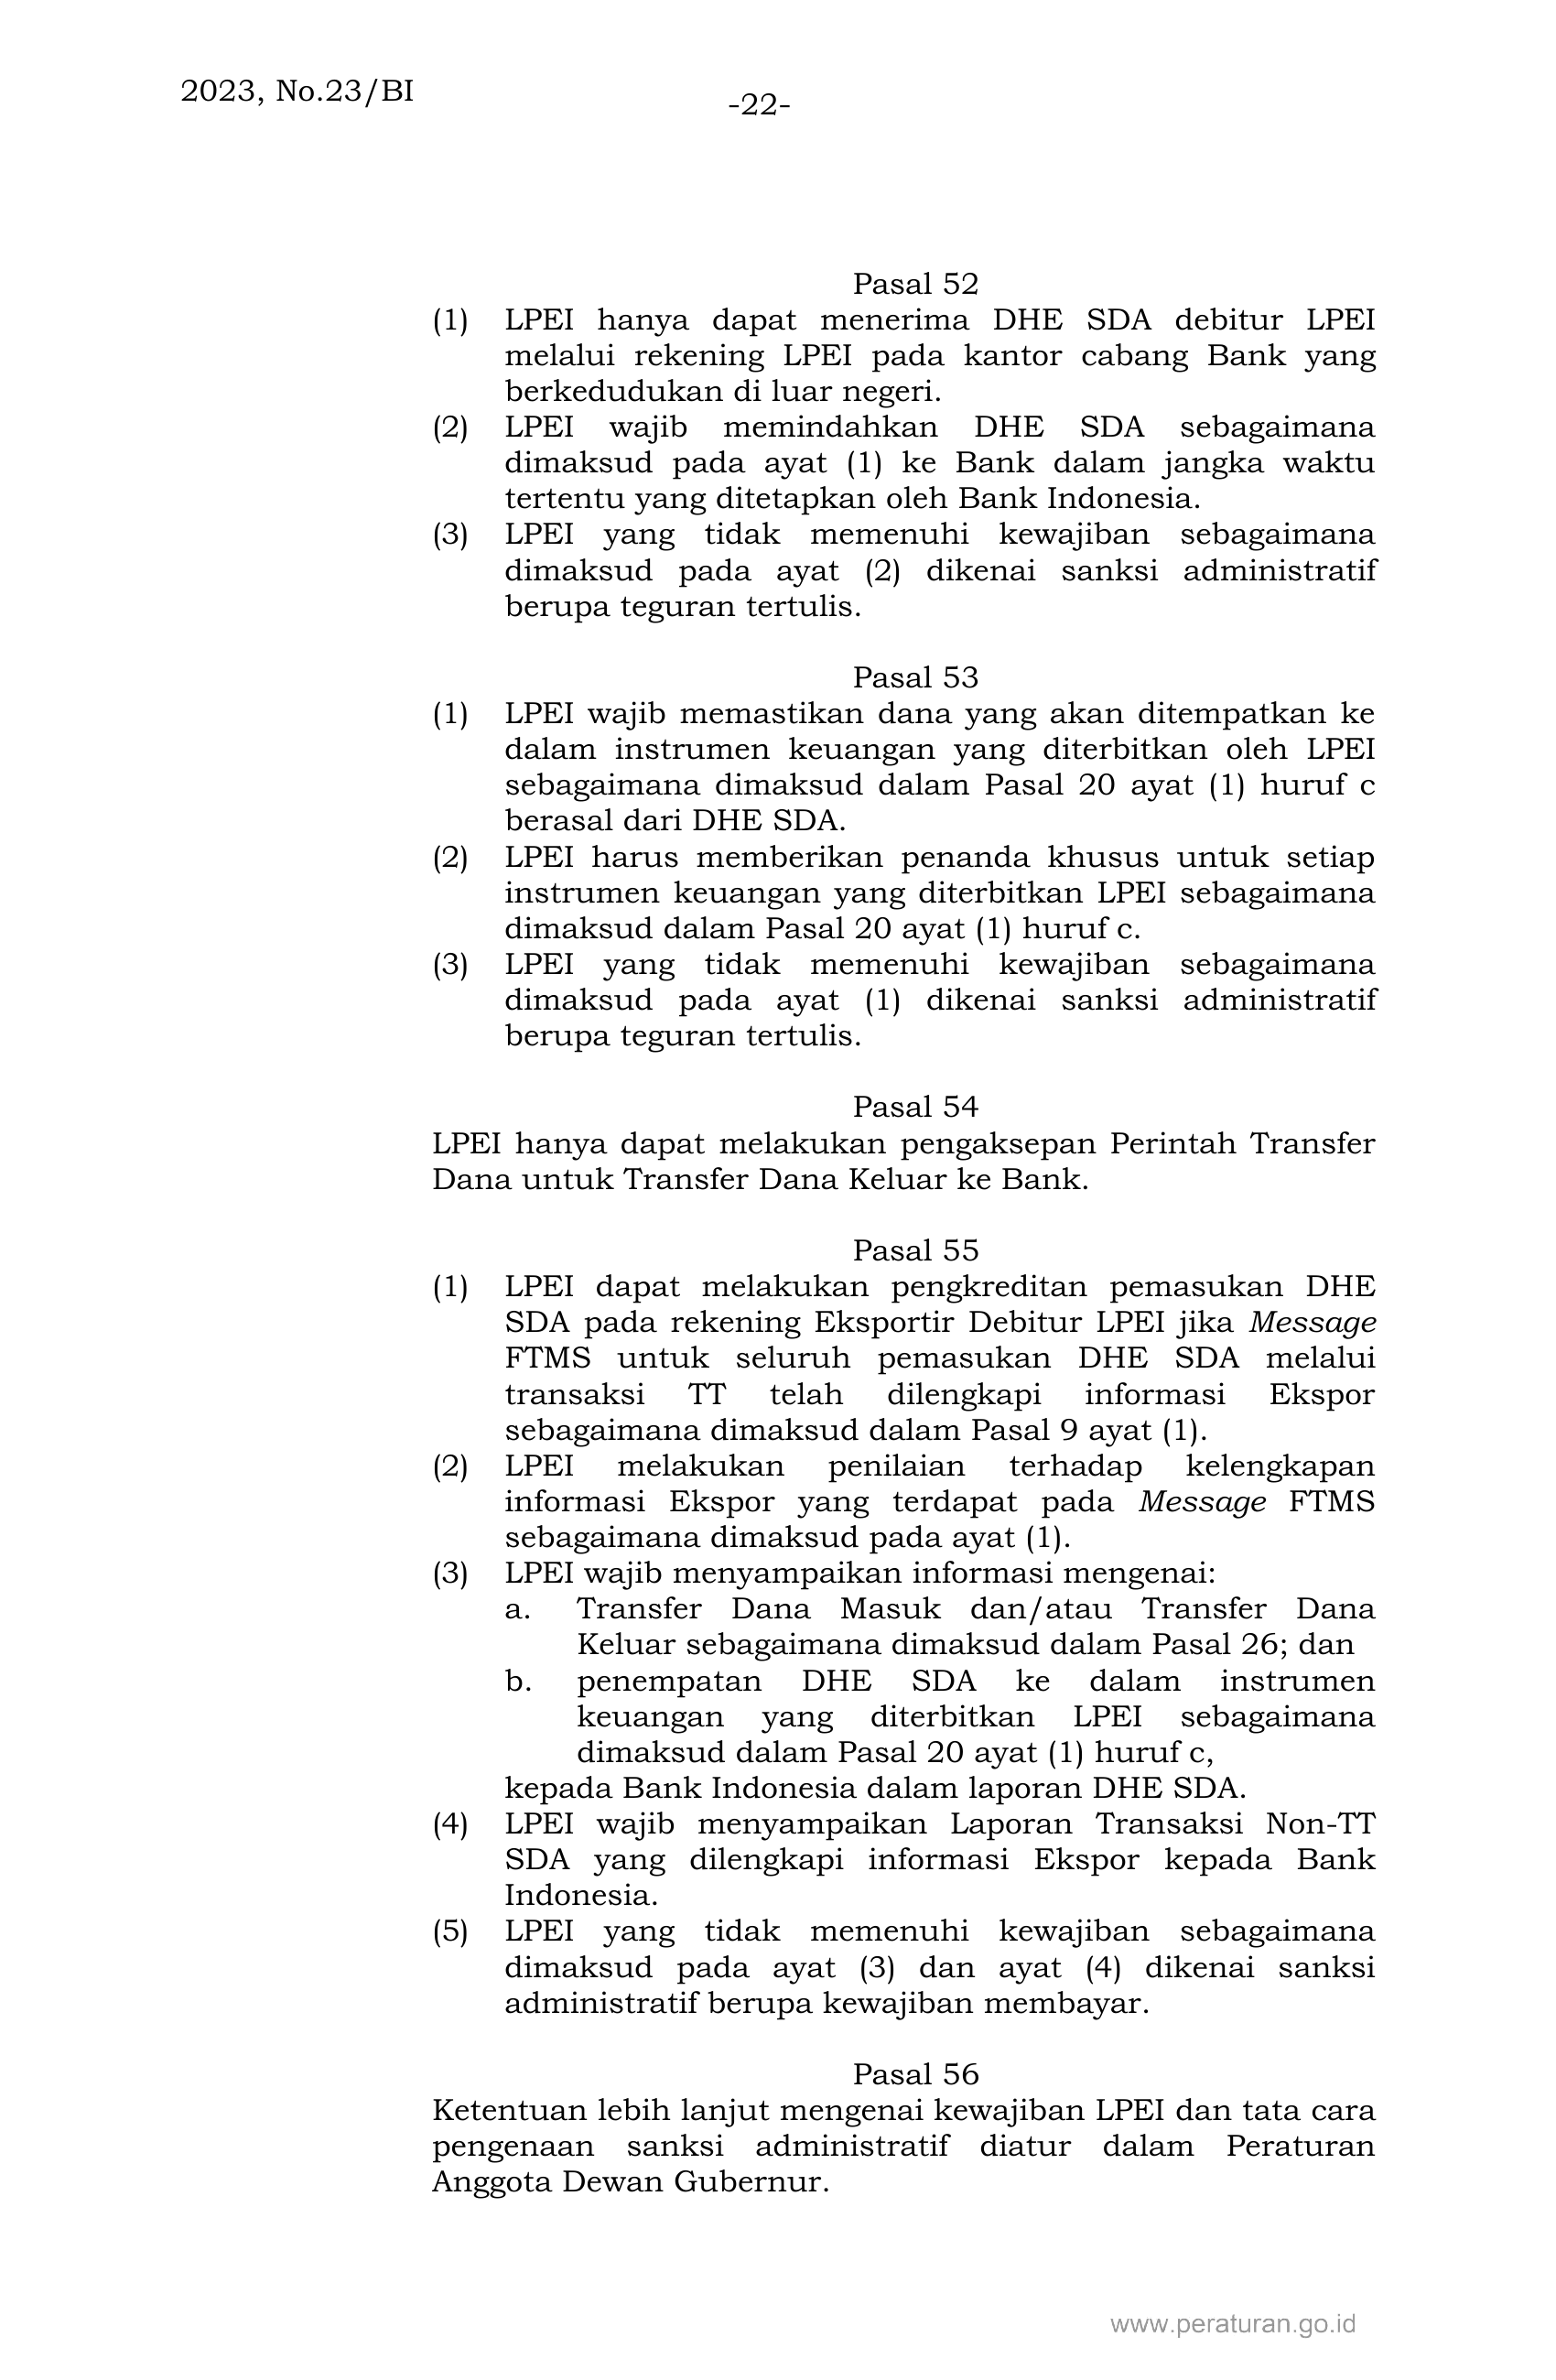 2023, No.23/BI
-22-
Pasal 52
(1) LPEI hanya dapat menerima DHE SDA debitur LPEI
melalui rekening LPEI pada kantor cabang Bank yang
berkedudukan di luar negeri.
(2) LPEI wajib memindahkan DHE SDA sebagaimana
dimaksud pada ayat (1) ke Bank dalam jangka waktu
tertentu yang ditetapkan oleh Bank Indonesia.
(3) LPEI yang tidak memenuhi kewajiban sebagaimana
dimaksud pada ayat (2) dikenai sanksi administratif
berupa teguran tertulis.
Pasal 53
(1) LPEI wajib memastikan dana yang akan ditempatkan ke
dalam instrumen keuangan yang diterbitkan oleh LPEI
sebagaimana dimaksud dalam Pasal 20 ayat (1) huruf c
berasal dari DHE SDA.
(2) LPEI harus memberikan penanda khusus untuk setiap
instrumen keuangan yang diterbitkan LPEI sebagaimana
dimaksud dalam Pasal 20 ayat (1) huruf c.
(3) LPEI yang tidak memenuhi kewajiban sebagaimana
dimaksud pada ayat (1) dikenai sanksi administratif
berupa teguran tertulis.
Pasal 54
LPEI hanya dapat melakukan pengaksepan Perintah Transfer
Dana untuk Transfer Dana Keluar ke Bank.
Pasal 55
(1) LPEI dapat melakukan pengkreditan pemasukan DHE
SDA pada rekening Eksportir Debitur LPEI jika Message
FTMS untuk seluruh pemasukan DHE SDA melalui
transaksi TT telah dilengkapi informasi Ekspor
sebagaimana dimaksud dalam Pasal 9 ayat (1).
(2) LPEI melakukan penilaian terhadap kelengkapan
informasi Ekspor yang terdapat pada Message FTMS
sebagaimana dimaksud pada ayat (1).
(3) LPEI wajib menyampaikan informasi mengenai:
a. Transfer Dana Masuk dan/atau Transfer Dana
Keluar sebagaimana dimaksud dalam Pasal 26; dan
b. penempatan DHE SDA ke dalam instrumen
keuangan yang diterbitkan LPEI sebagaimana
dimaksud dalam Pasal 20 ayat (1) huruf c,
kepada Bank Indonesia dalam laporan DHE SDA.
(4) LPEI wajib menyampaikan Laporan Transaksi Non-TT
SDA yang dilengkapi informasi Ekspor kepada Bank
Indonesia.
(5) LPEI yang tidak memenuhi kewajiban sebagaimana
dimaksud pada ayat (3) dan ayat (4) dikenai sanksi
administratif berupa kewajiban membayar.
Pasal 56
Ketentuan lebih lanjut mengenai kewajiban LPEI dan tata cara
pengenaan sanksi administratif diatur dalam Peraturan
Anggota Dewan Gubernur.
www.peraturan.go.id